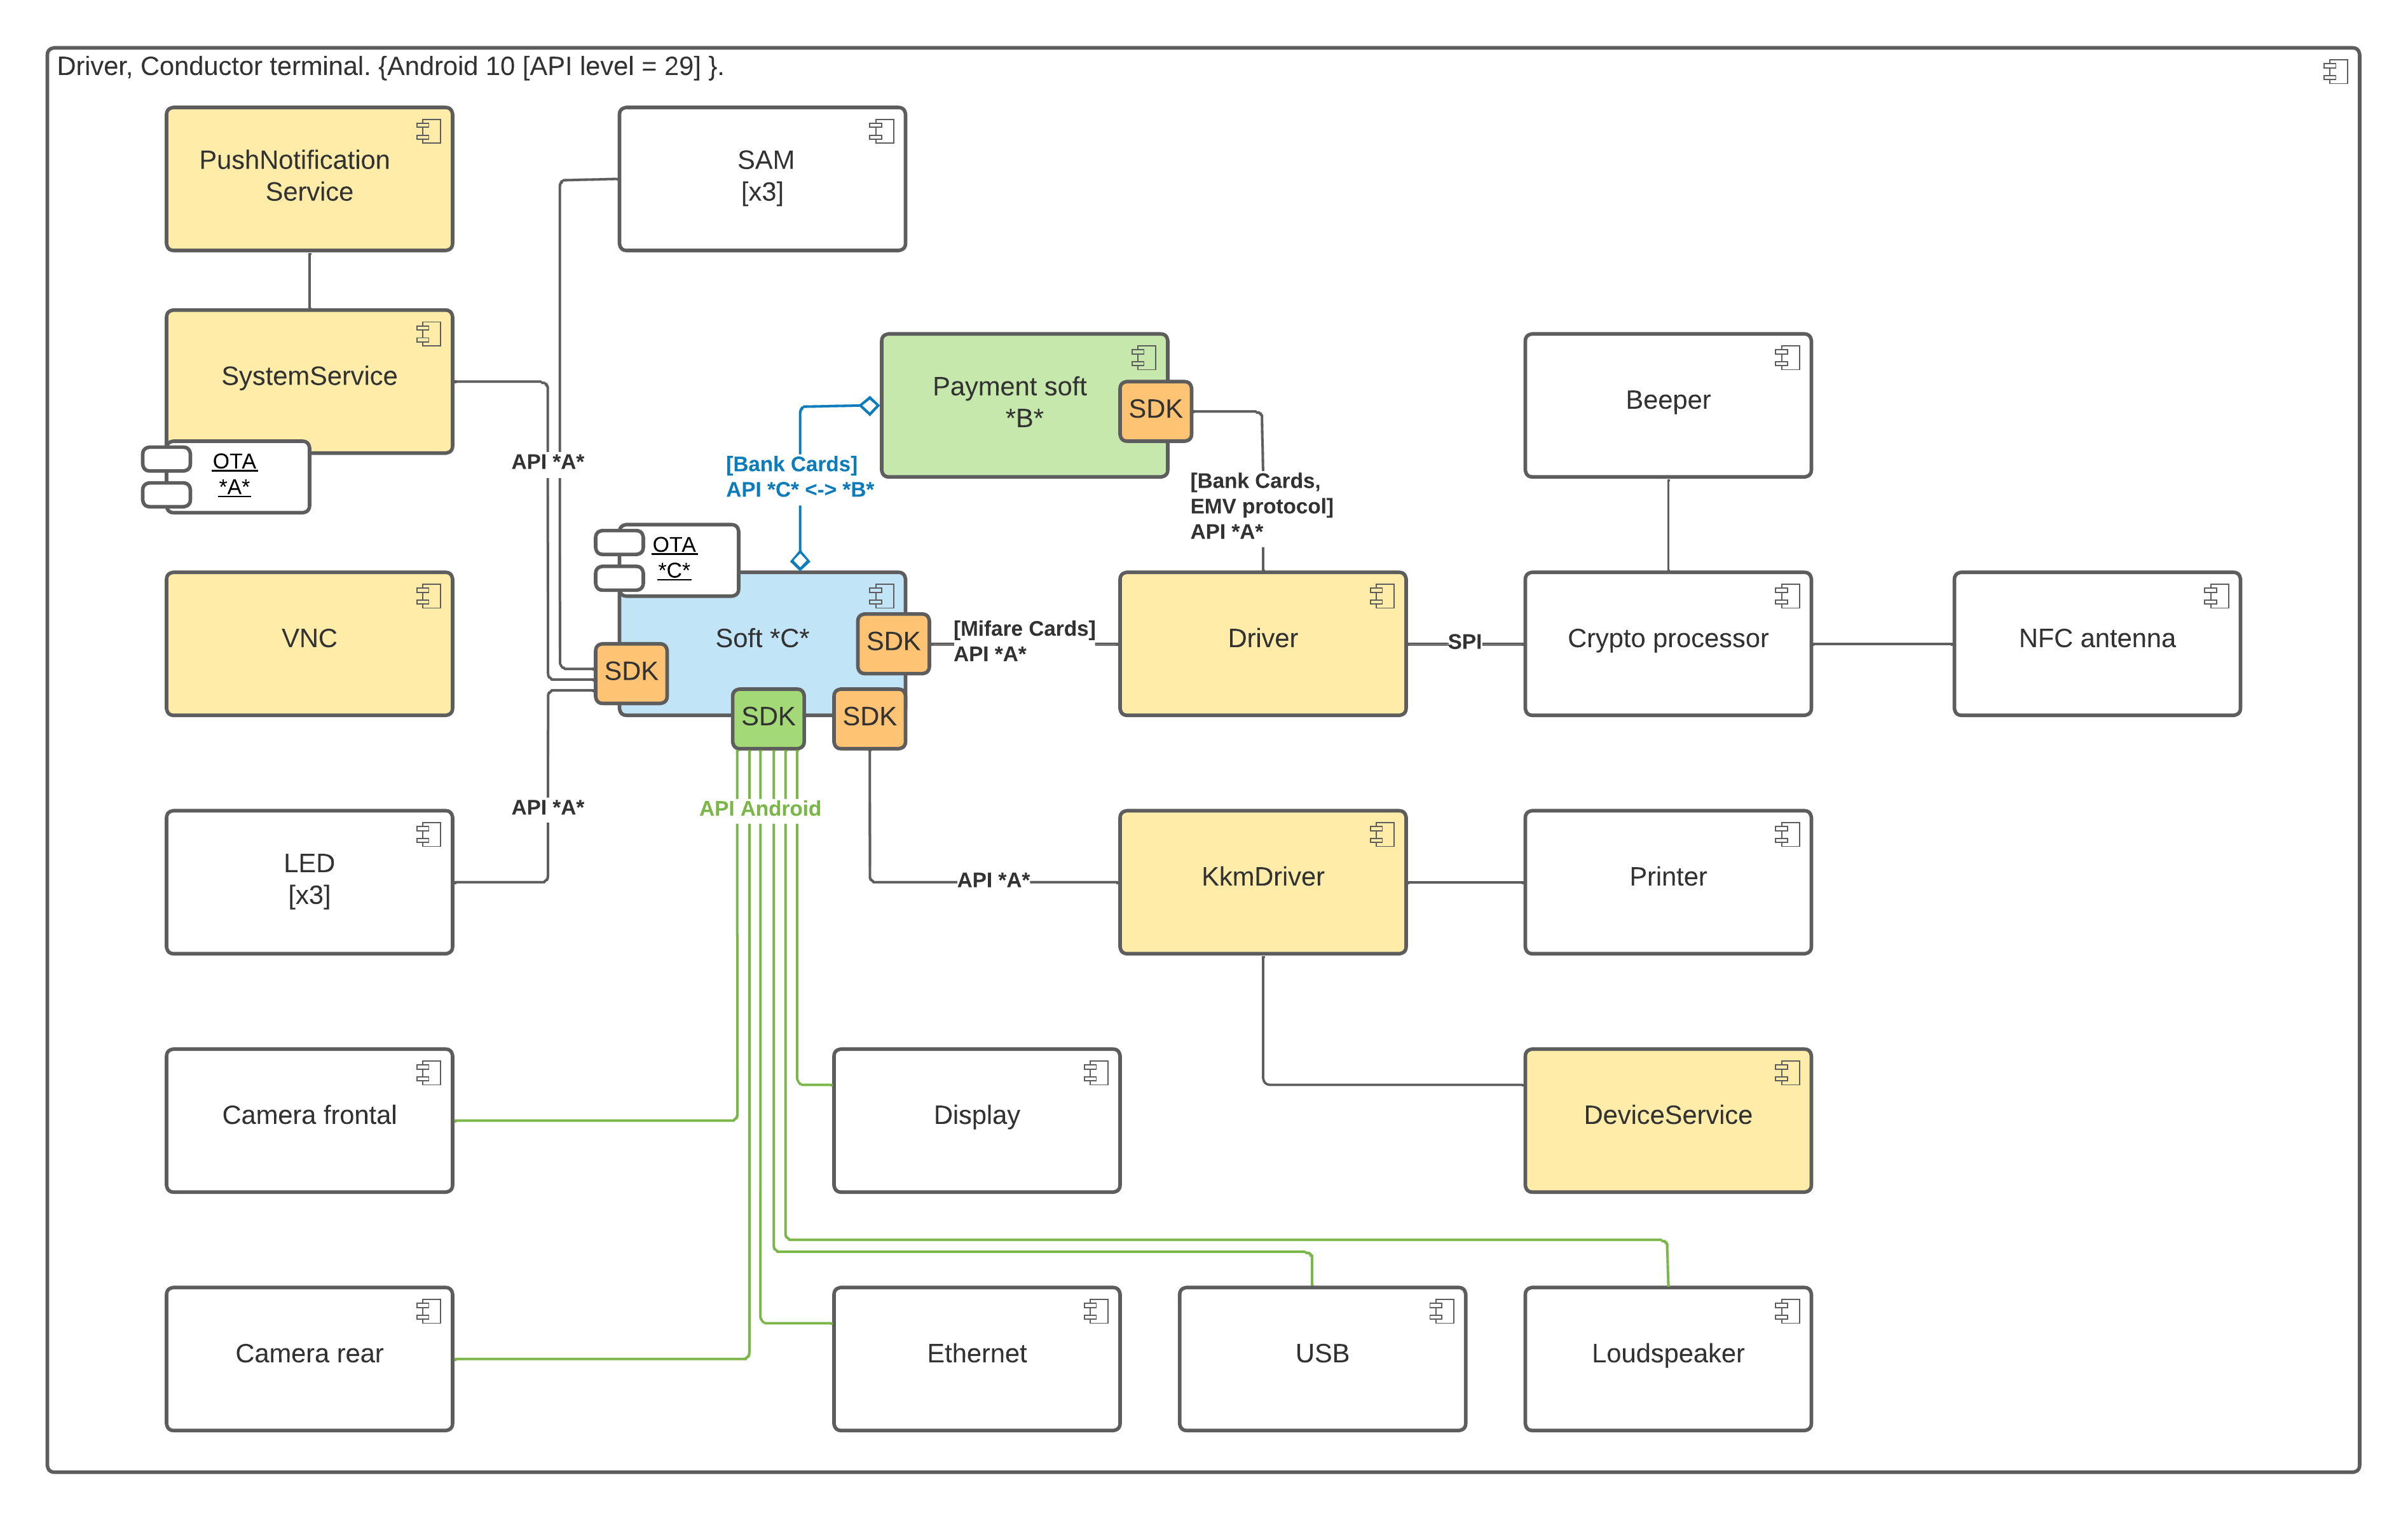 Driver, Conductor terminal. {Android 10 [API level = 29] }.
PushNotification
Service
SAM
[x3]
SystemService
OTA
*A*
API *A*
[Bank Cards]
API *C* <-> *B*
Payment soft
*B*
SDK
[Bank Cards,
EMV protocol]
API *A*
Beeper
VNC
OTA
*C*
Soft *C*
SDK
SDK
SDK
SDK
[Mifare Cards]
API *A*
Driver
SPI
Crypto processor
NFC antenna
LED
[x3]
API *A*
API Android
API *A*
KkmDriver
Printer
Camera frontal
Display
DeviceService
Camera rear
Ethernet
USB
Loudspeaker